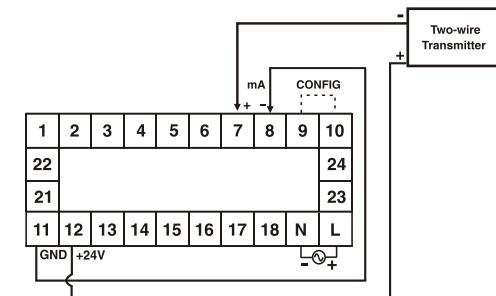 -
Two-wire
Transmitter
+
mA
CONFIG
+ -
1 2 3 4 5 6 7 8 9 10
22 24
21 23
11 12 13 14 15 16 17 18 N L
GND +24V
- +